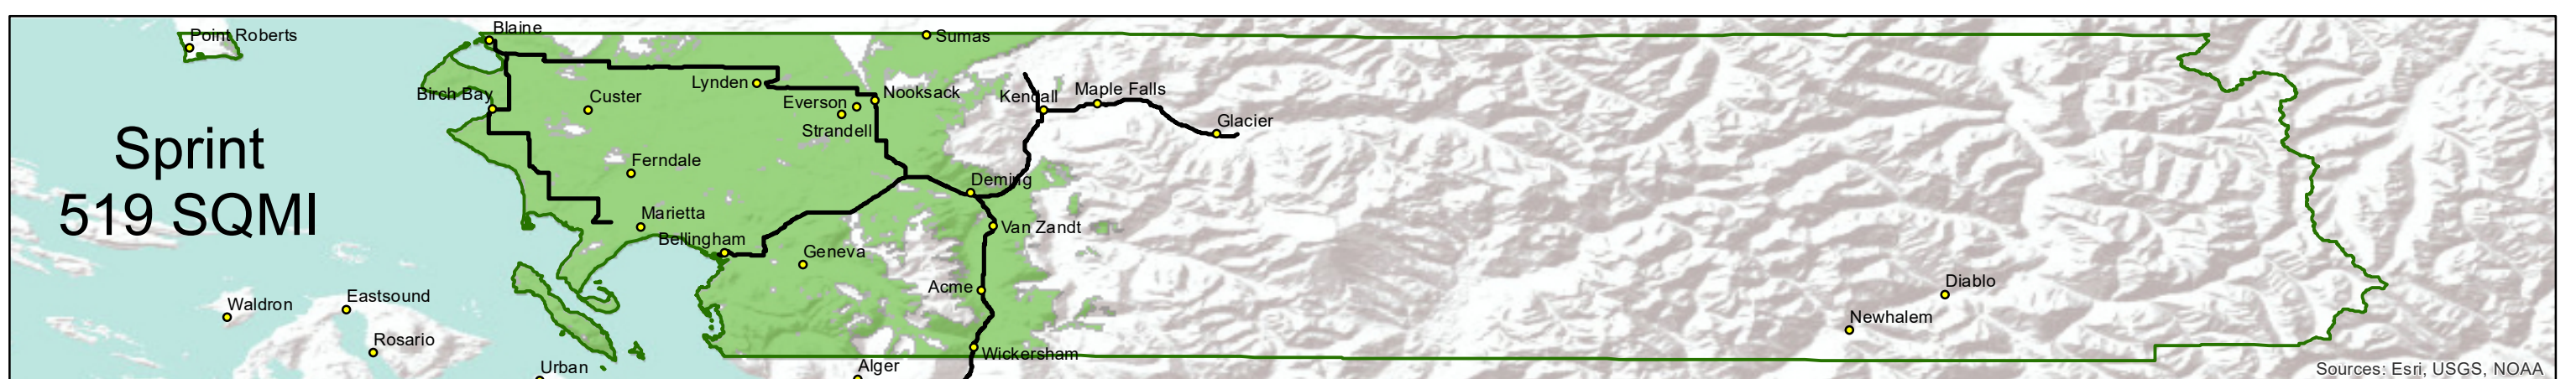 Blaine
Point Roberts
Sumas
Lynden
Birch Bay
Custer
Everson
Nooksack
Kendall
Maple Falls
Strandell
Glacier
Sprint
519 SQMI
Ferndale
Deming
Marietta
Van Zandt
Bellingham
Geneva
Acme
Diablo
Waldron
Eastsound
Newhalem
Rosario
Wickersham
Urban
Alger
Sources: Esri, USGS, NOAA